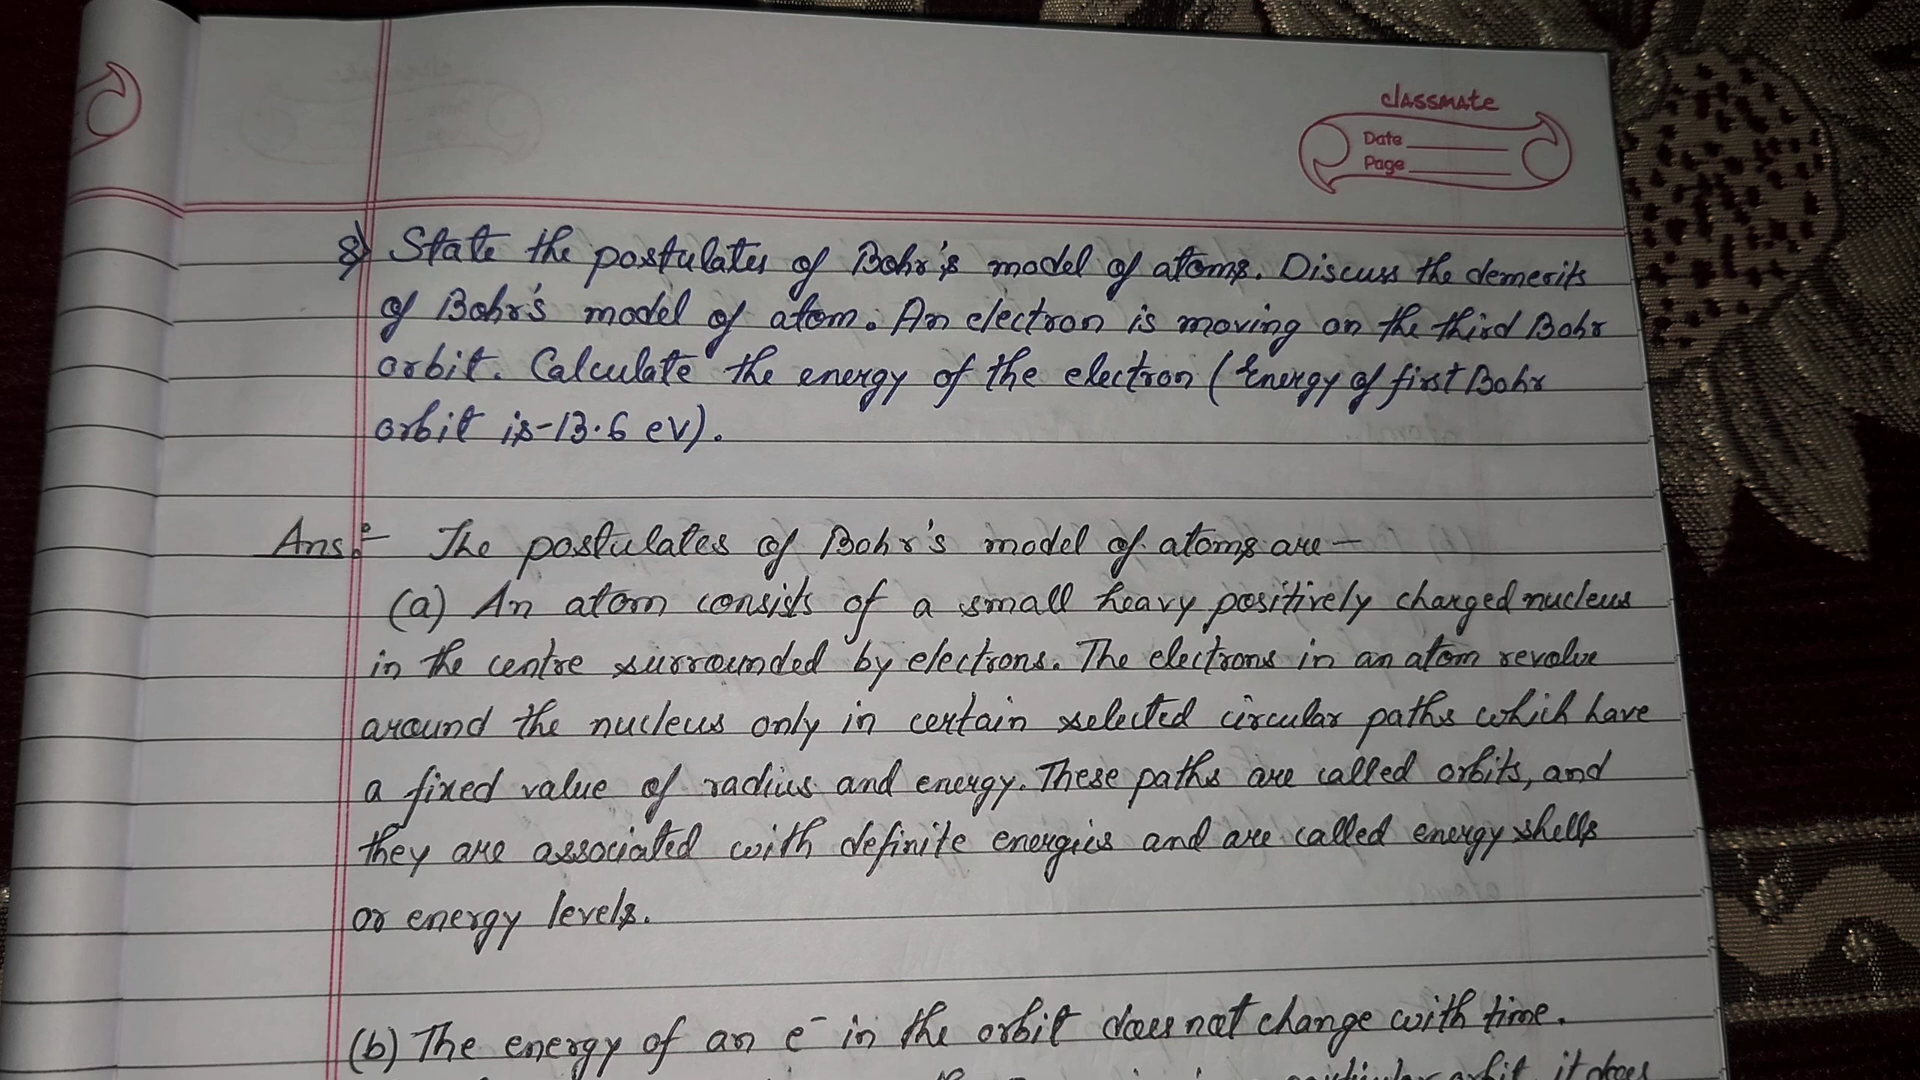 classmate
Date
Page
8) State the postulates of Bohr's model of atoms. Discuss the demerits
of Bohr's model of atom. An electron is moving on the third Bohr
orbit. Calculate the energy of the electron (Energy of first Bohr
orbit is -13.6 ev).
Ans:- The postulates of Bohr's model of atoms are —
(a) An atom consists of a small heavy positively charged nucleus
in the centre surrounded by electrons. The electrons in an atom revolve
around the nucleus only in certain selected circular paths which have
a fixed value of radius and energy. These paths are called orbits, and
they are associated with definite energies and are called energy shells
or energy levels.
(b) The energy of an e⁻ in the orbit does not change with time.
particular orbit, it does